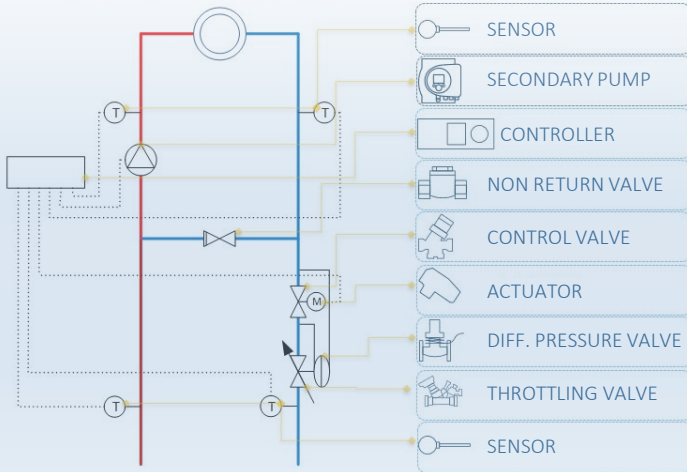 SENSOR
SECONDARY PUMP
T
T
CONTROLLER
NON RETURN VALVE
CONTROL VALVE
M
ACTUATOR
DIFF. PRESSURE VALVE
THROTTLING VALVE
T
T
SENSOR